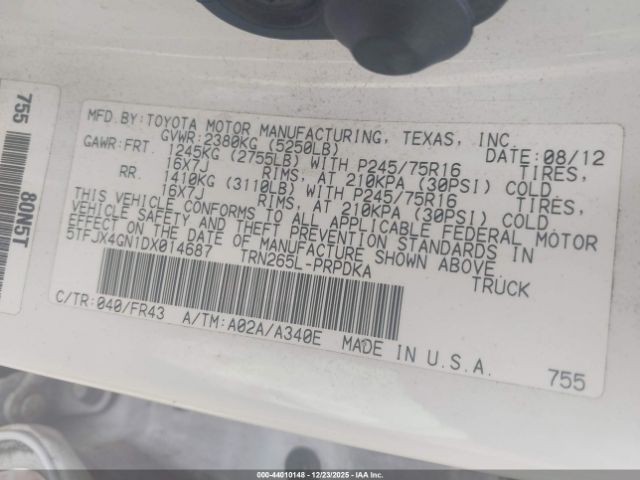 MFD. BY: TOYOTA MOTOR MANUFACTURING, TEXAS, INC.
GVWR: 2380KG (5250LB) DATE: 08/12
GAWR: FRT. 1245KG (2755LB) WITH P245/75R16 TIRES,
16X7J RIMS, AT 210KPA (30PSI) COLD
RR. 1410KG (3110LB) WITH P245/75R16 TIRES,
16X7J RIMS, AT 210KPA (30PSI) COLD
THIS VEHICLE CONFORMS TO ALL APPLICABLE FEDERAL MOTOR
VEHICLE SAFETY AND THEFT PREVENTION STANDARDS IN
EFFECT ON THE DATE OF MANUFACTURE SHOWN ABOVE.
5TFJX4GN1DX014687 TRN265L-PRPDKA TRUCK
C/TR: 040/FR43 A/TM: A02A/A340E MADE IN U.S.A.
755
755
80N5T
IAA - 44010148 - 12/23/2025 - VEHICLE